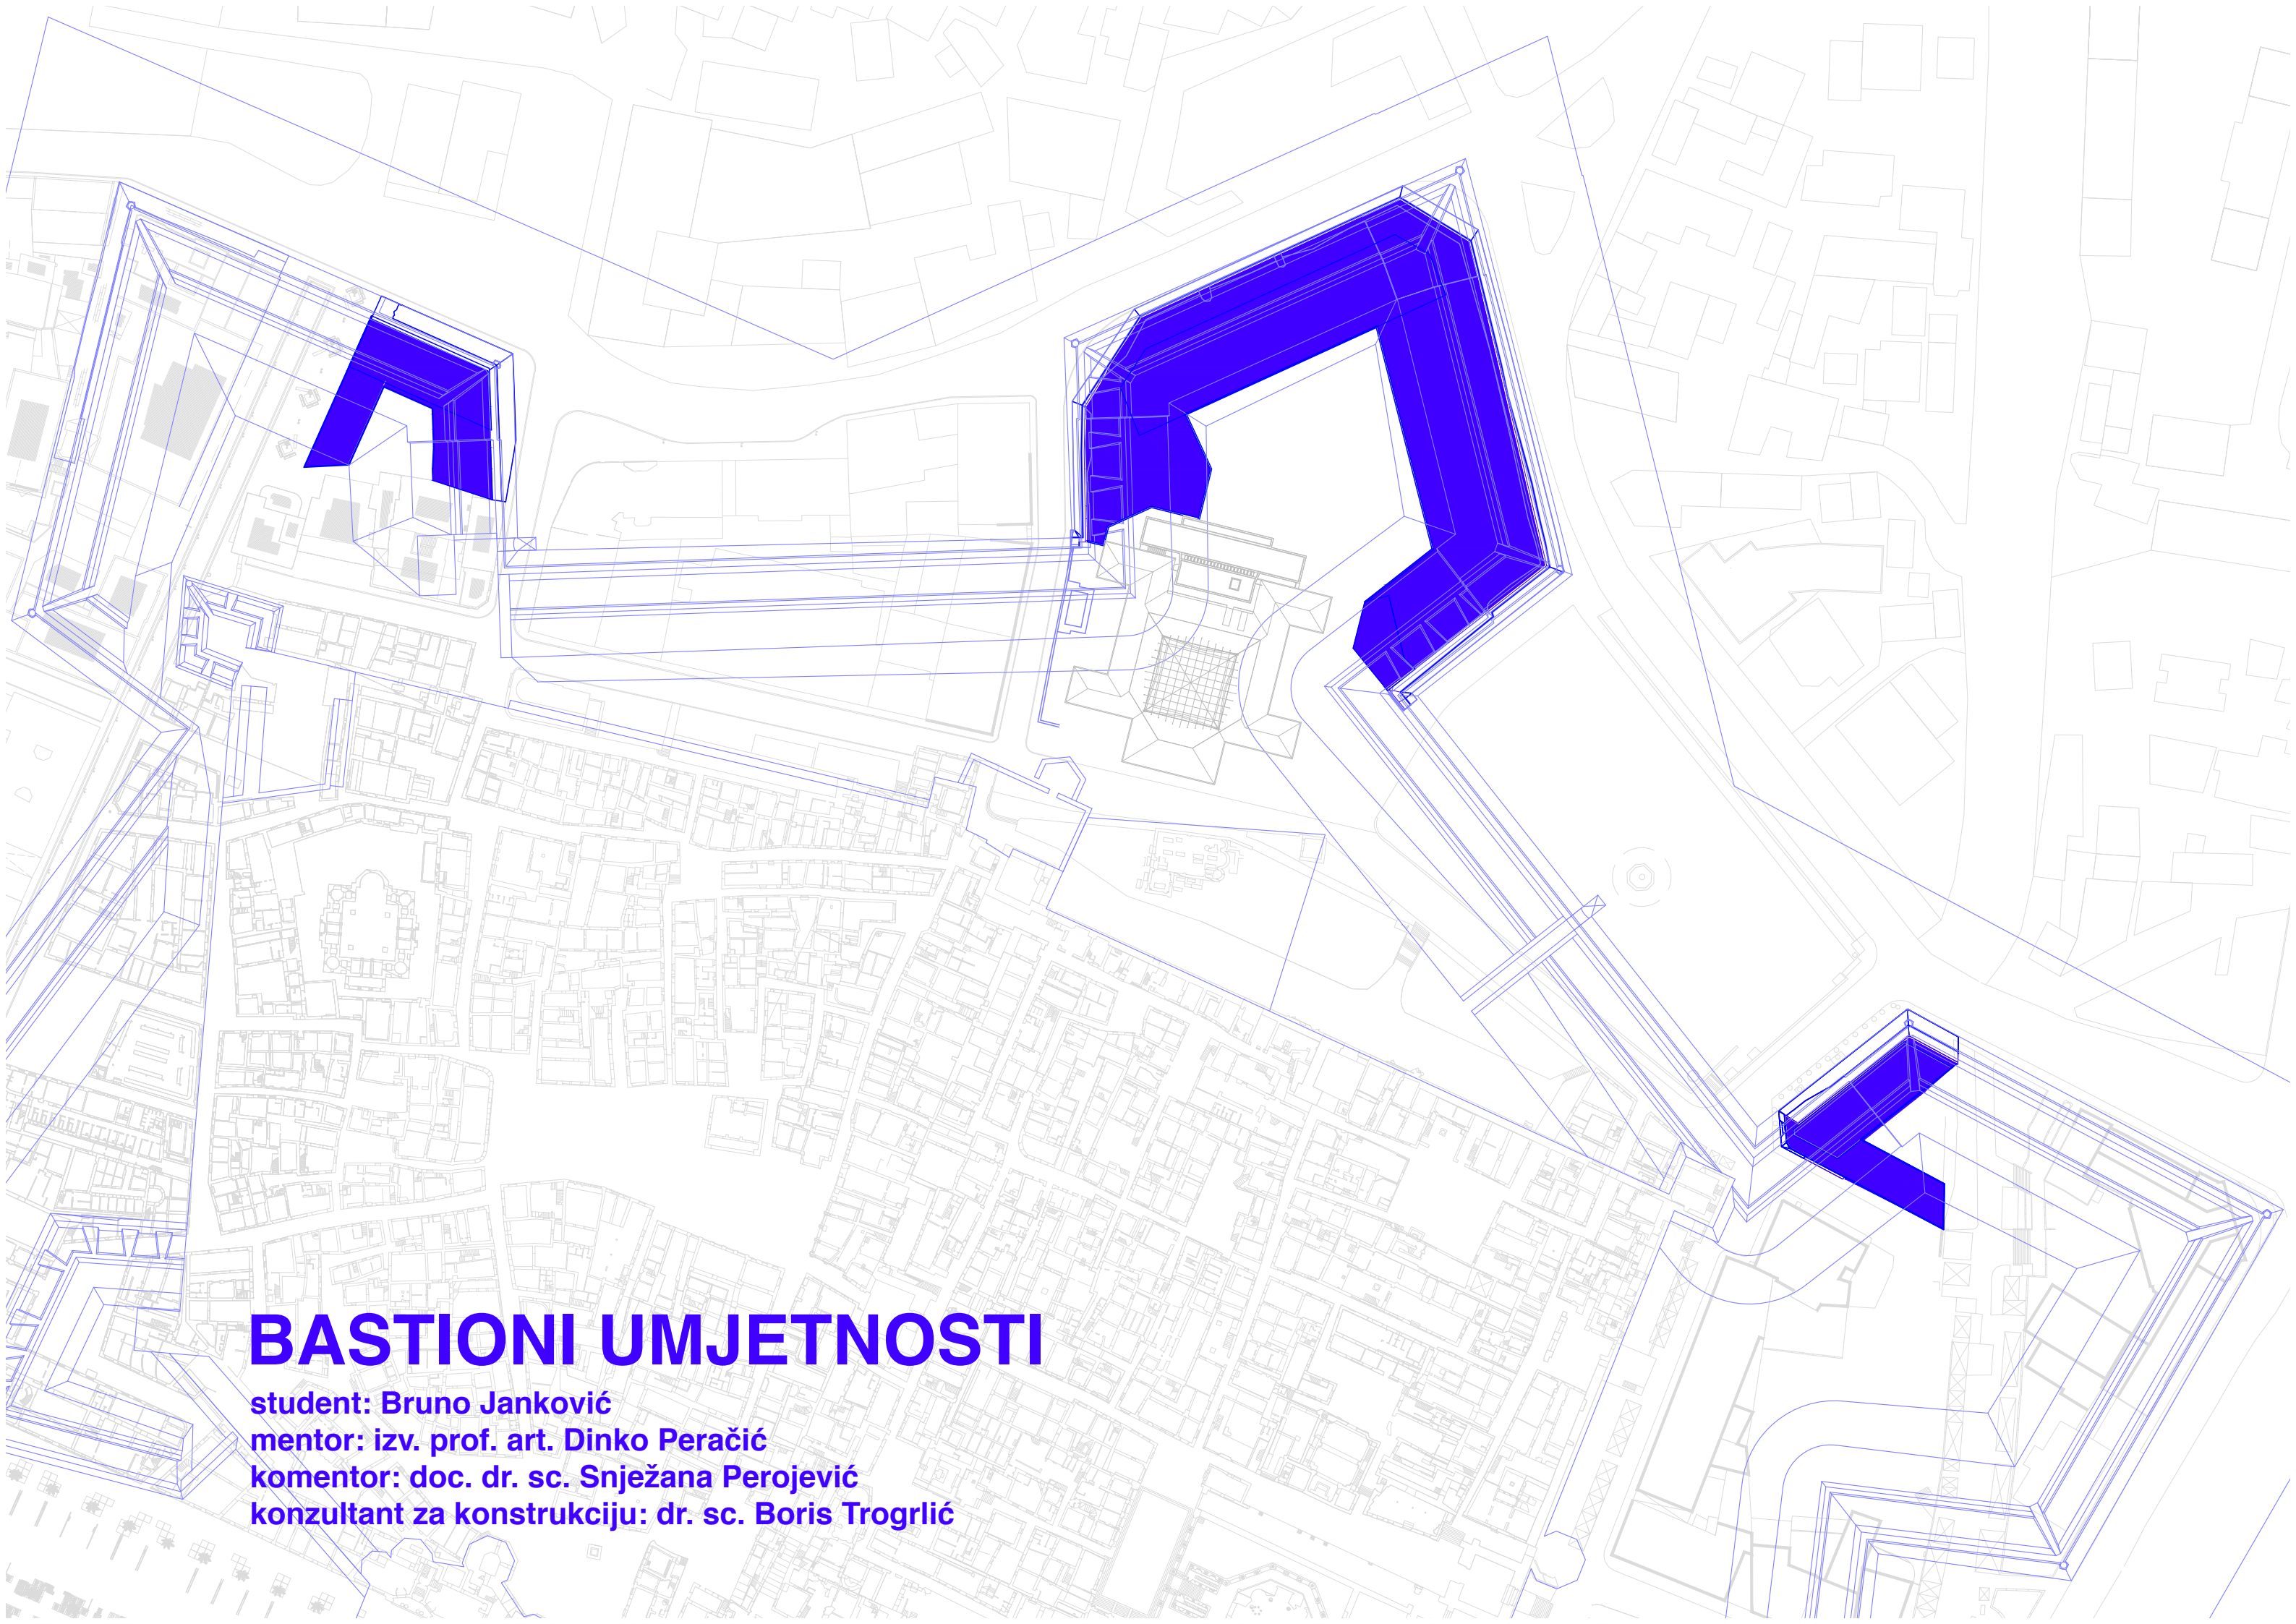 BASTIONI UMJETNOSTI
student: Bruno Janković
mentor: izv. prof. art. Dinko Peračić
komentor: doc. dr. sc. Snježana Perojević
konzultant za konstrukciju: dr. sc. Boris Trogrlić